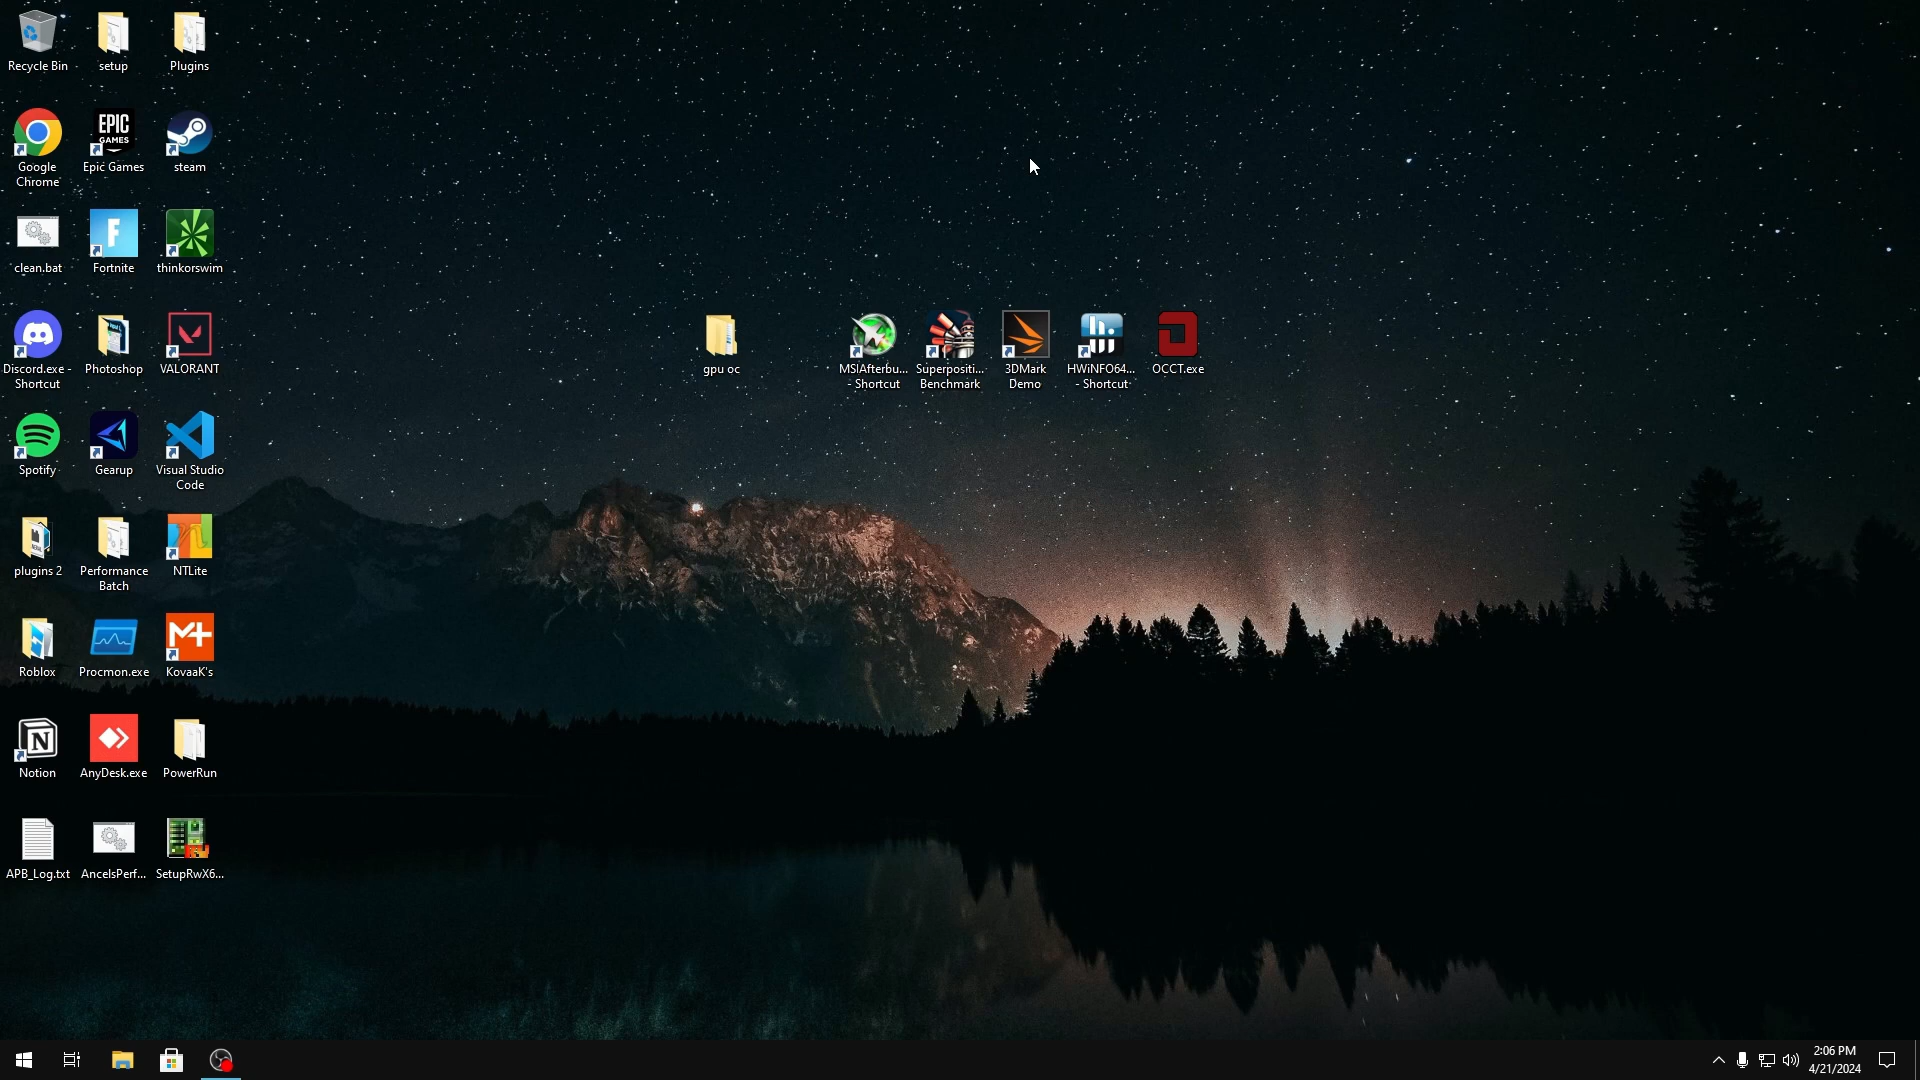 Recycle Bin
setup
Plugins
Google
Chrome
EPIC
GAMES
Epic Games
steam
clean.bat
F
Fortnite
thinkorswim
Discord.exe -
Shortcut
Photoshop
VALORANT
gpu oc
MSIAfterbu...
- Shortcut
Superpositi...
Benchmark
3DMark
Demo
HWiNFO64...
- Shortcut
OCCT.exe
Spotify
Gearup
Visual Studio
Code
plugins 2
Performance
Batch
NTLite
Roblox
Procmon.exe
KovaaK's
Notion
AnyDesk.exe
PowerRun
APB_Log.txt
AncelsPerf...
SetupRwX6...
2:06 PM
4/21/2024